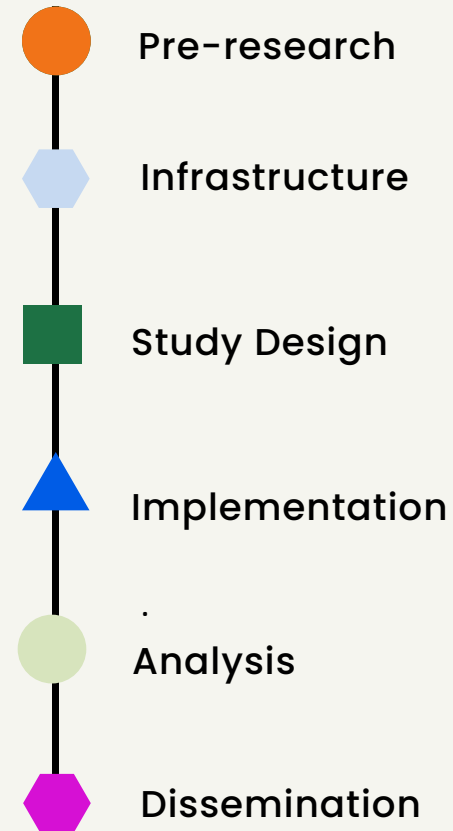 Pre-research
Infrastructure
Study Design
Implementation
.
Analysis
Dissemination